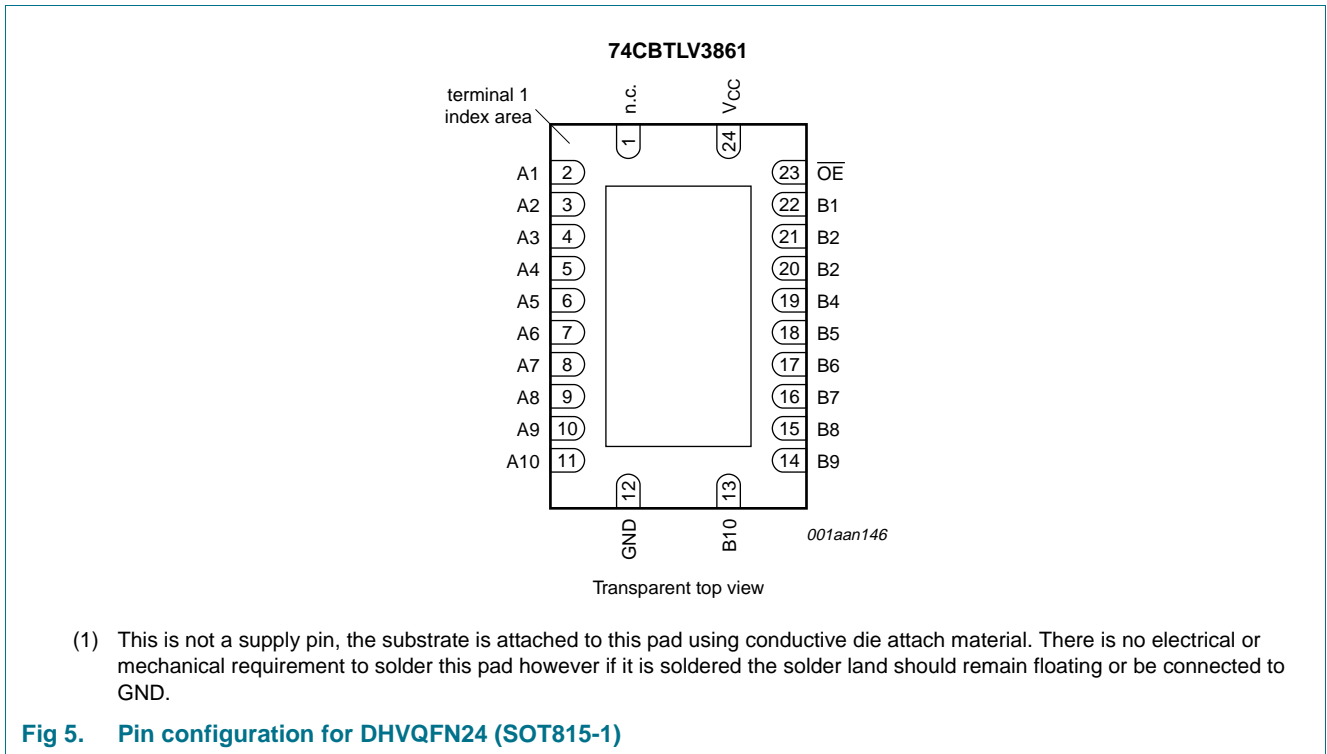 74CBTLV3861
terminal 1
index area
n.c.
VCC
1
24
A1 2
23 OE
A2 3
22 B1
A3 4
21 B2
A4 5
20 B2
A5 6
19 B4
A6 7
18 B5
A7 8
17 B6
A8 9
16 B7
A9 10
15 B8
A10 11
14 B9
12
13
GND
B10
001aan146
Transparent top view
(1) This is not a supply pin, the substrate is attached to this pad using conductive die attach material. There is no electrical or
mechanical requirement to solder this pad however if it is soldered the solder land should remain floating or be connected to
GND.
Fig 5. Pin configuration for DHVQFN24 (SOT815-1)